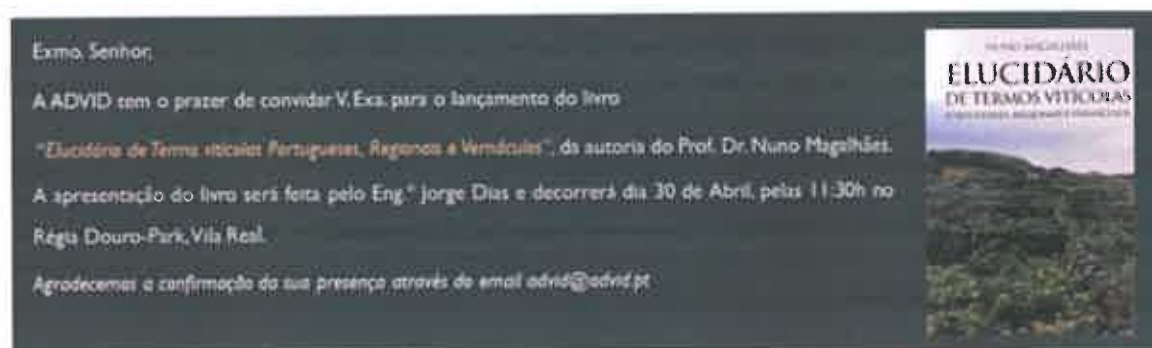 Exmo. Senhor,
A ADVID tem o prazer de convidar V. Exa. para o lançamento do livro
"Elucidário de Termos vitícolas Portugueses, Regionais e Vernáculos", da autoria do Prof. Dr. Nuno Magalhães.
A apresentação do livro será feita pelo Eng.º Jorge Dias e decorrerá dia 30 de Abril, pelas 11:30h no
Régia Douro-Park, Vila Real.
Agradecemos a confirmação da sua presença através do email advid@advid.pt
NUNO MAGALHÃES
ELUCIDÁRIO
DE TERMOS VITÍCOLAS